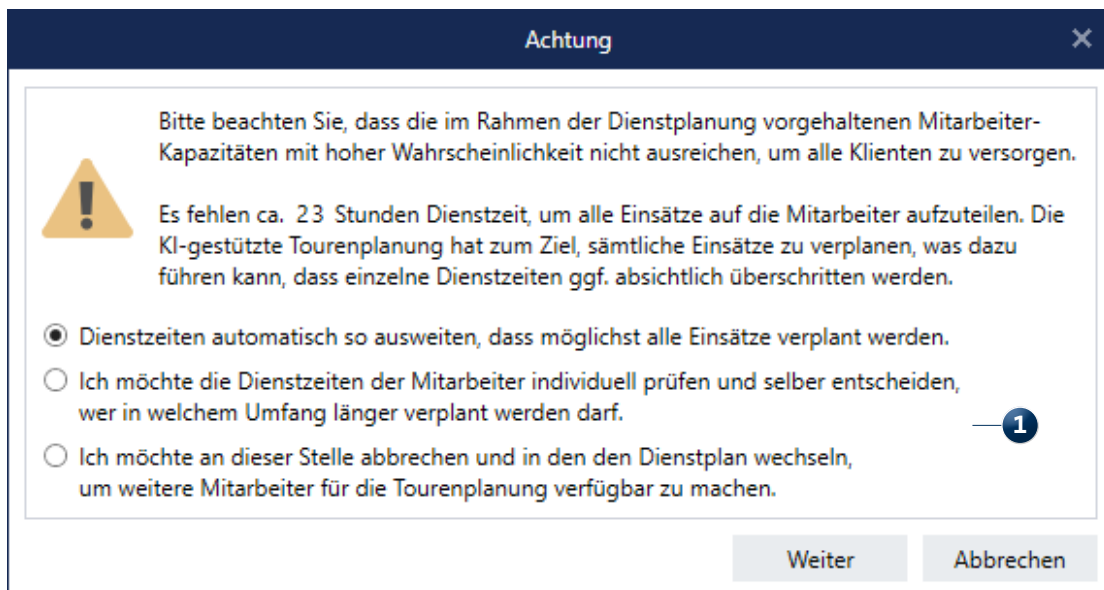 Achtung
Bitte beachten Sie, dass die im Rahmen der Dienstplanung vorgehaltenen Mitarbeiter-
Kapazitäten mit hoher Wahrscheinlichkeit nicht ausreichen, um alle Klienten zu versorgen.
Es fehlen ca. 23 Stunden Dienstzeit, um alle Einsätze auf die Mitarbeiter aufzuteilen. Die
KI-gestützte Tourenplanung hat zum Ziel, sämtliche Einsätze zu verplanen, was dazu
führen kann, dass einzelne Dienstzeiten ggf. absichtlich überschritten werden.
Dienstzeiten automatisch so ausweiten, dass möglichst alle Einsätze verplant werden.
Ich möchte die Dienstzeiten der Mitarbeiter individuell prüfen und selber entscheiden,
wer in welchem Umfang länger verplant werden darf.
1
Ich möchte an dieser Stelle abbrechen und in den den Dienstplan wechseln,
um weitere Mitarbeiter für die Tourenplanung verfügbar zu machen.
Weiter Abbrechen